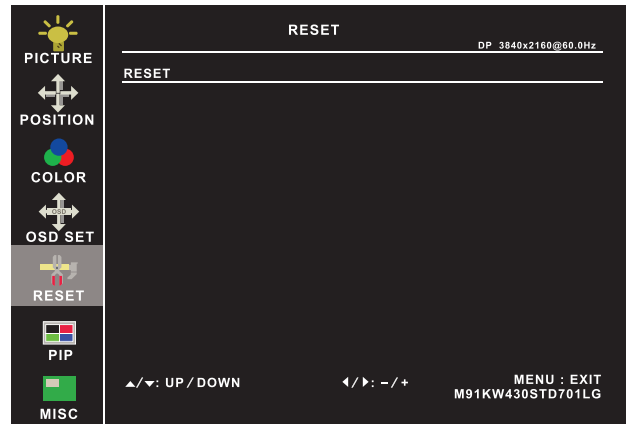 PICTURE
POSITION
COLOR
OSD
OSD SET
RESET
PIP
MISC
RESET
DP 3840x2160@60.0Hz
RESET
▲/▼: UP / DOWN
◀/▶: – / +
MENU : EXIT
M91KW430STD701LG